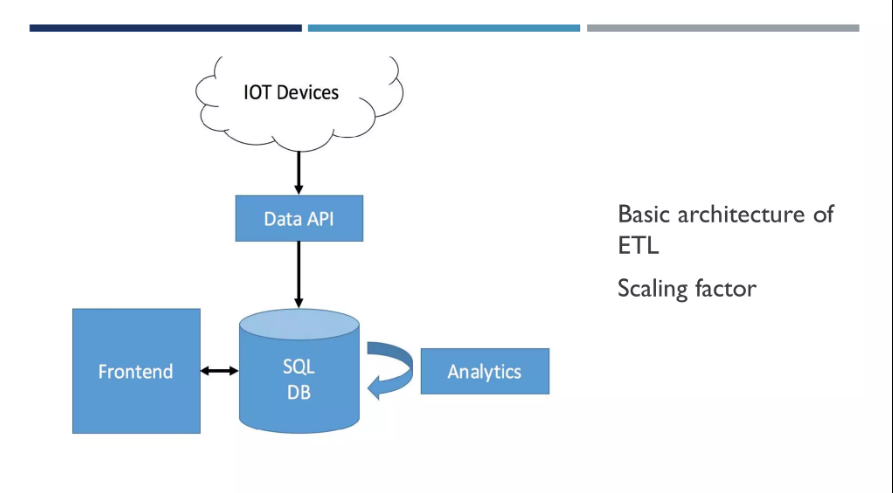 IOT Devices
Data API
Frontend
SQL
DB
Analytics
Basic architecture of
ETL
Scaling factor